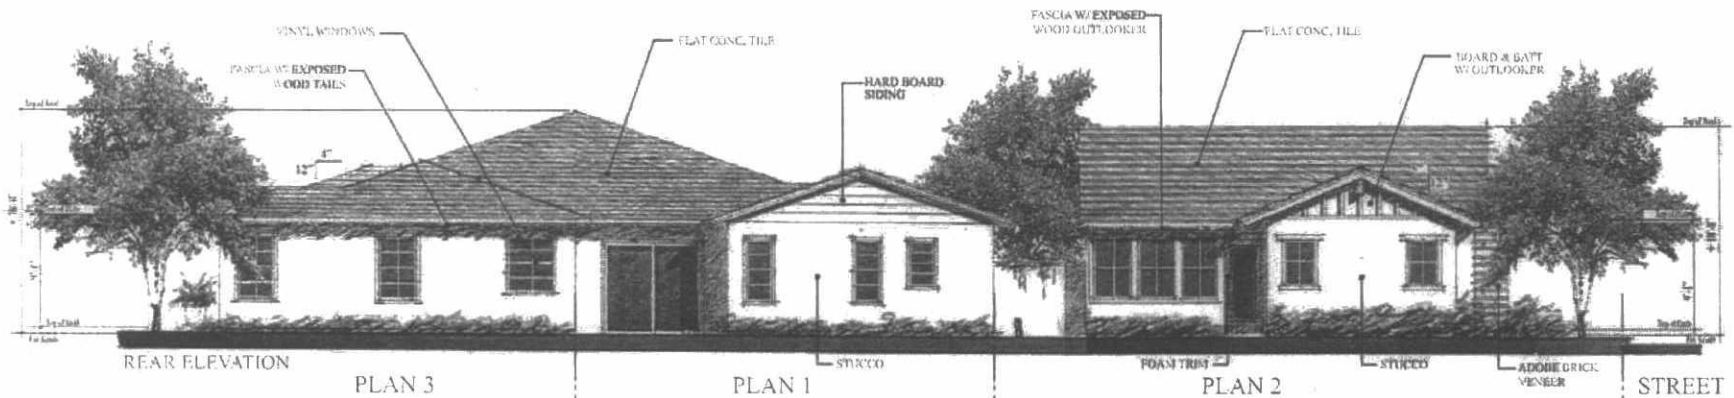 VINYL WINDOWS
FLAT CONC. TILE
FASCIA W/ EXPOSED
WOOD TAILS
HARD BOARD
SIDING
FASCIA W/ EXPOSED
WOOD OUTLOOKER
FLAT CONC. TILE
BOARD & BATT
W/ OUTLOOKER
4"
12"
REAR ELEVATION
STUCCO
FOAM TRIM
STUCCO
ADOBE BRICK
VENEER
PLAN 3
PLAN 1
PLAN 2
STREET